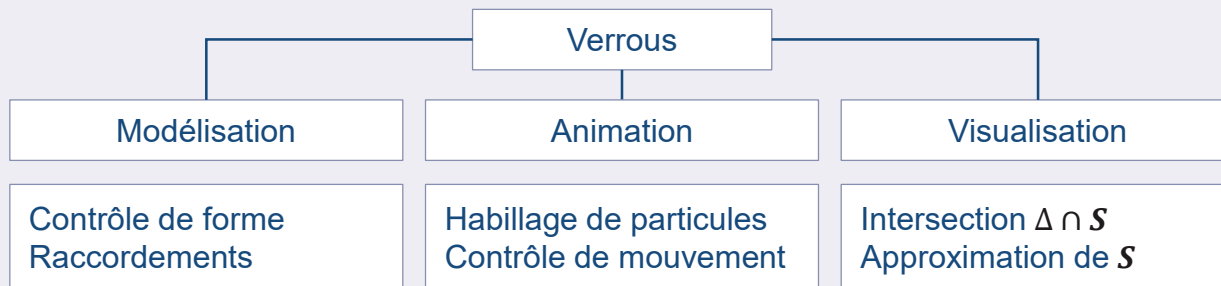 Verrous
Modélisation
Animation
Visualisation
Contrôle de forme
Raccordements
Habillage de particules
Contrôle de mouvement
Intersection Δ ∩ S
Approximation de S